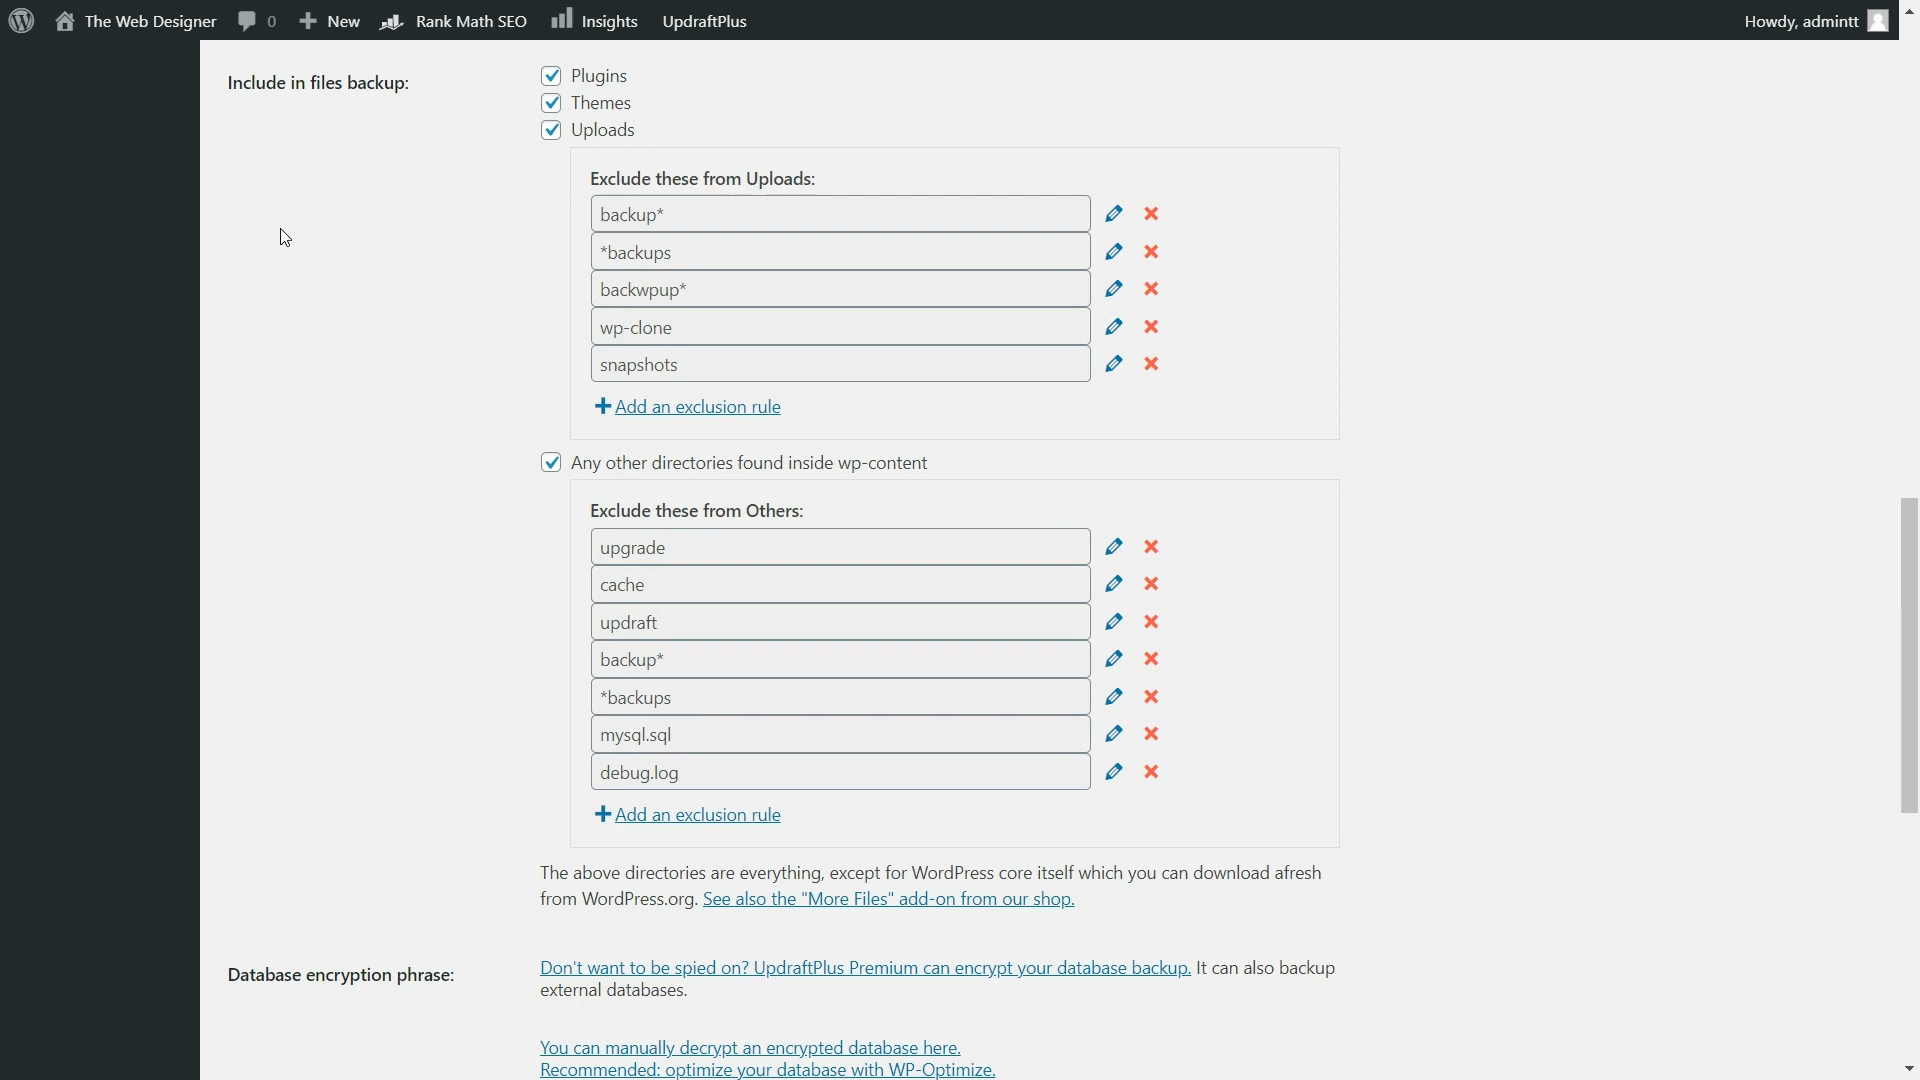 The Web Designer 0 New Rank Math SEO Insights UpdraftPlus Howdy, admintt
Include in files backup:
Plugins
Themes
Uploads
Exclude these from Uploads:
backup*
*backups
backwpup*
wp-clone
snapshots
Add an exclusion rule
Any other directories found inside wp-content
Exclude these from Others:
upgrade
cache
updraft
backup*
*backups
mysql.sql
debug.log
Add an exclusion rule
The above directories are everything, except for WordPress core itself which you can download afresh
from WordPress.org. See also the "More Files" add-on from our shop.
Database encryption phrase:
Don't want to be spied on? UpdraftPlus Premium can encrypt your database backup. It can also backup
external databases.
You can manually decrypt an encrypted database here.
Recommended: optimize your database with WP-Optimize.